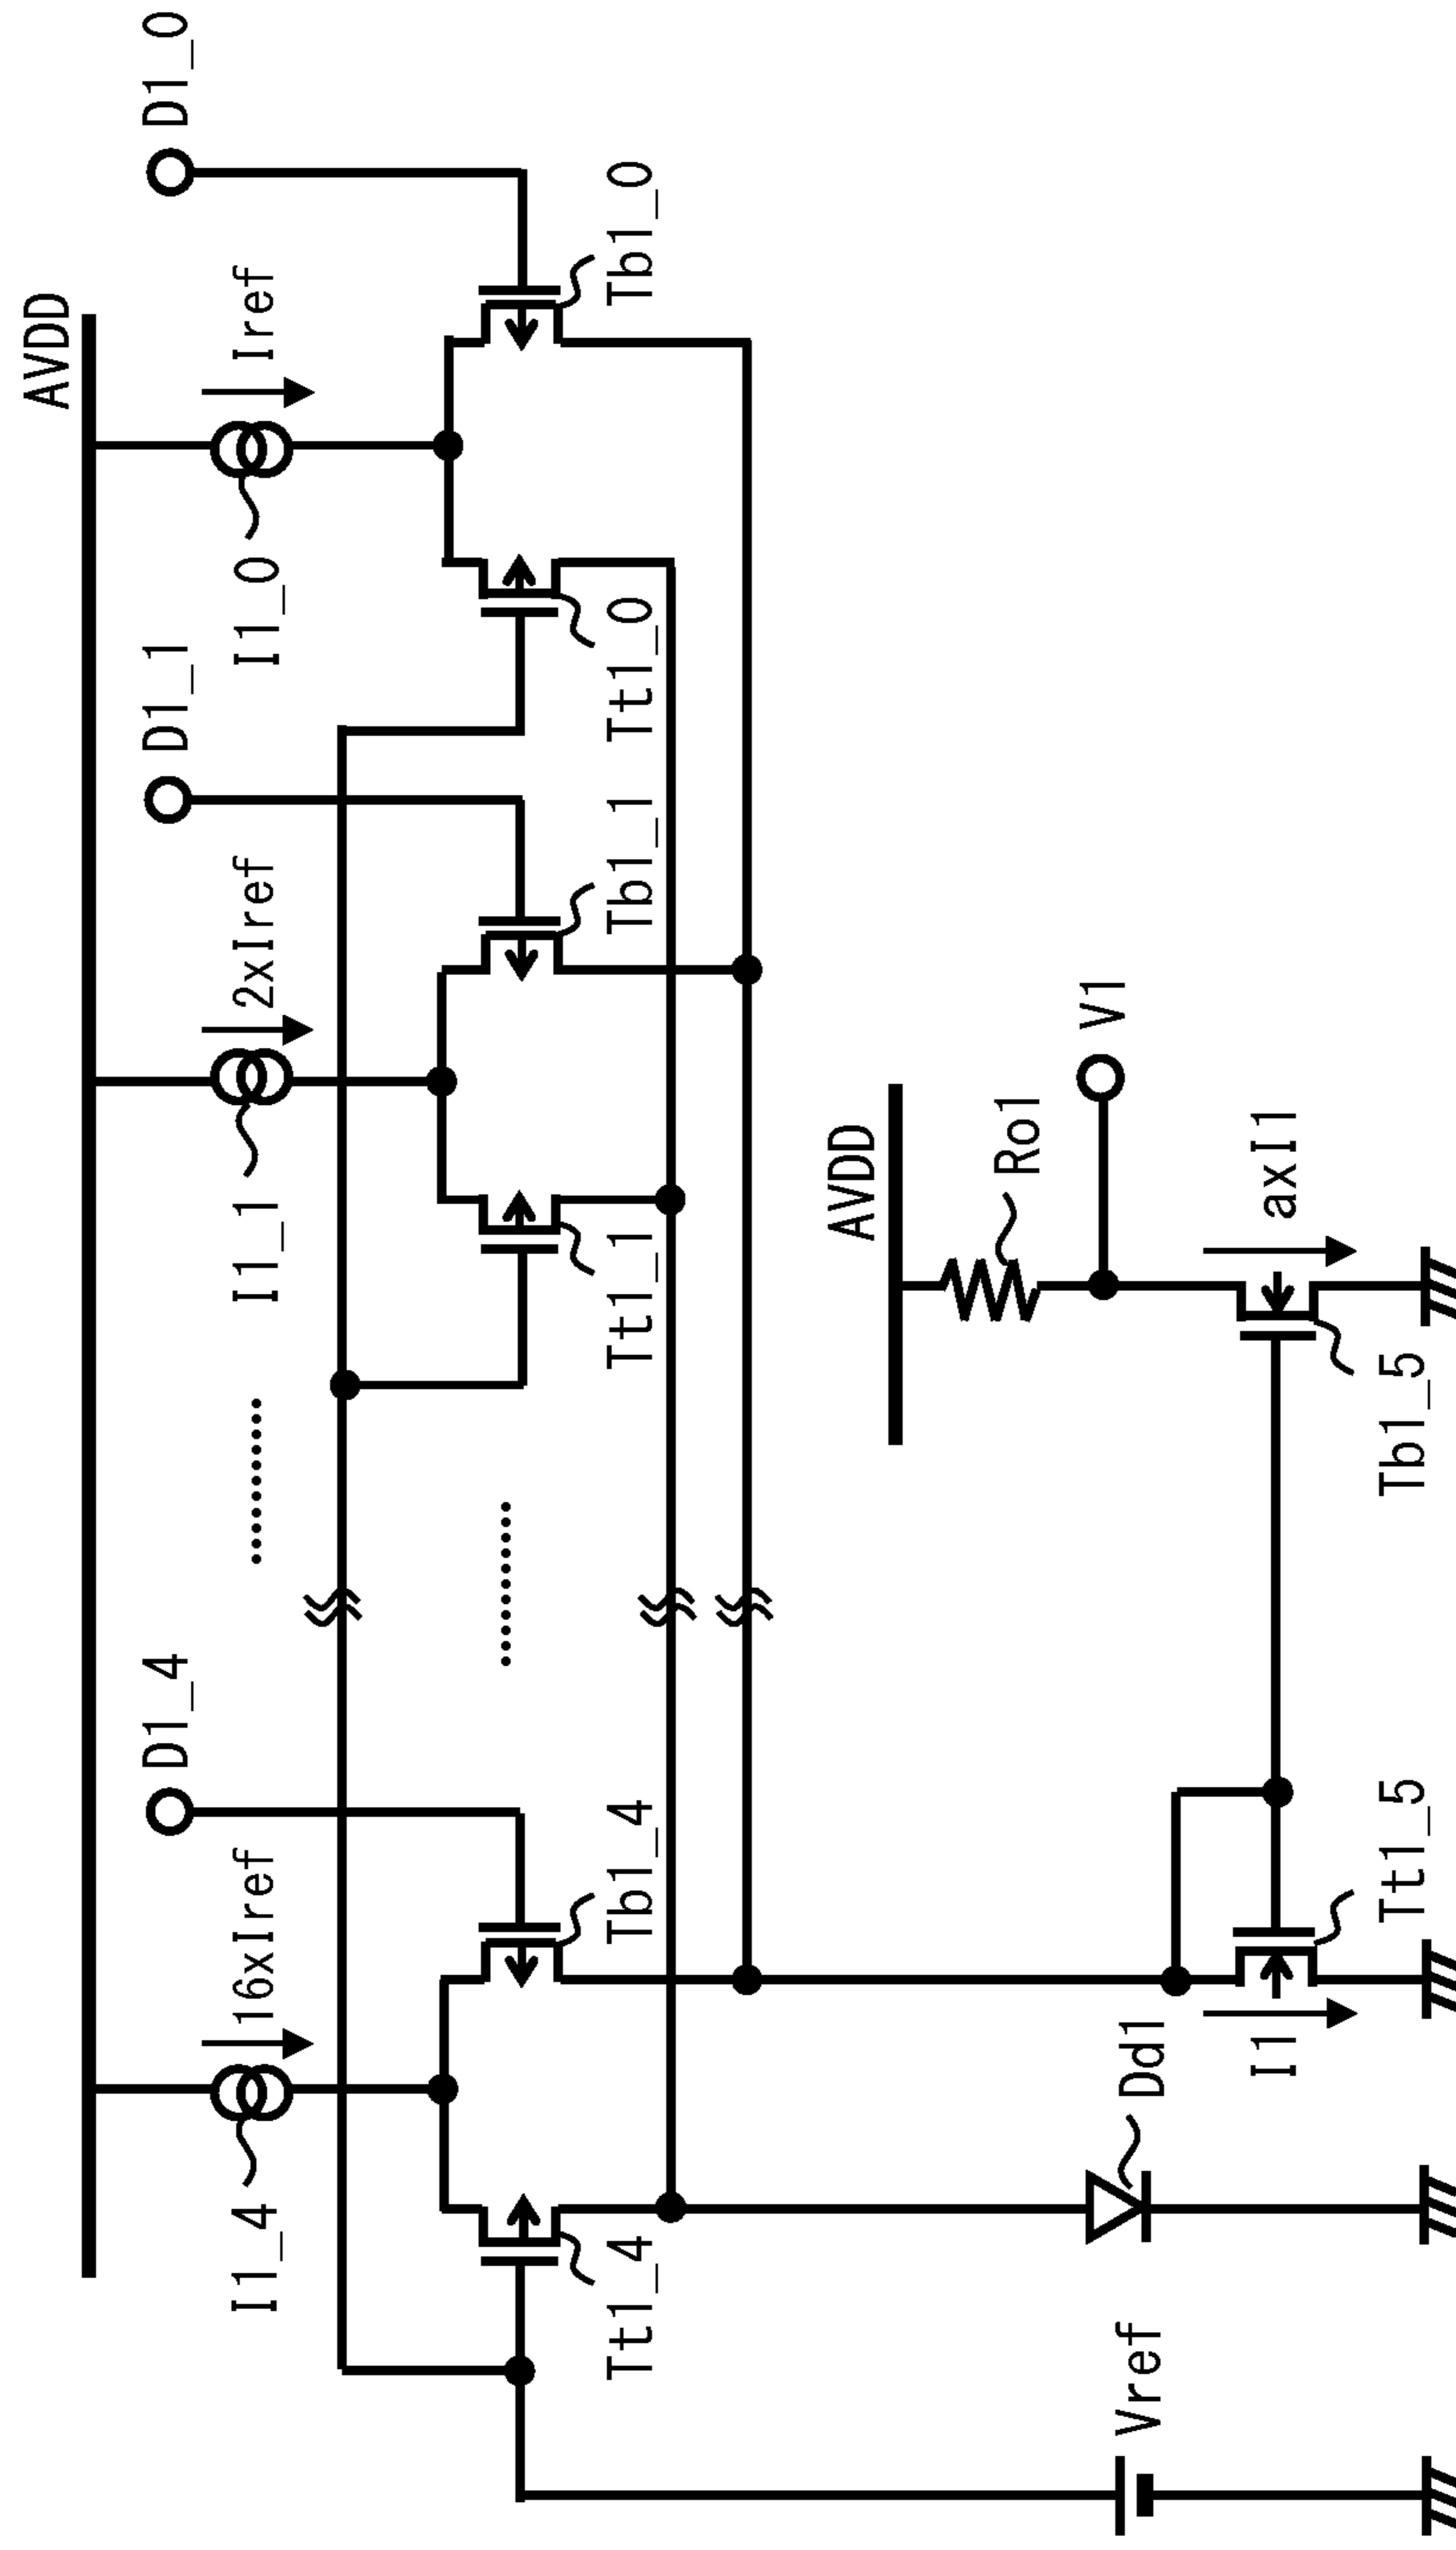 AVDD
D1_4
D1_1
D1_0
16xIref
2xIref
Iref
I1_4
I1_1
I1_0
Tt1_4
Tb1_4
Tt1_1
Tb1_1
Tt1_0
Tb1_0
AVDD
Ro1
V1
Vref
Dd1
I1
axI1
Tt1_5
Tb1_5